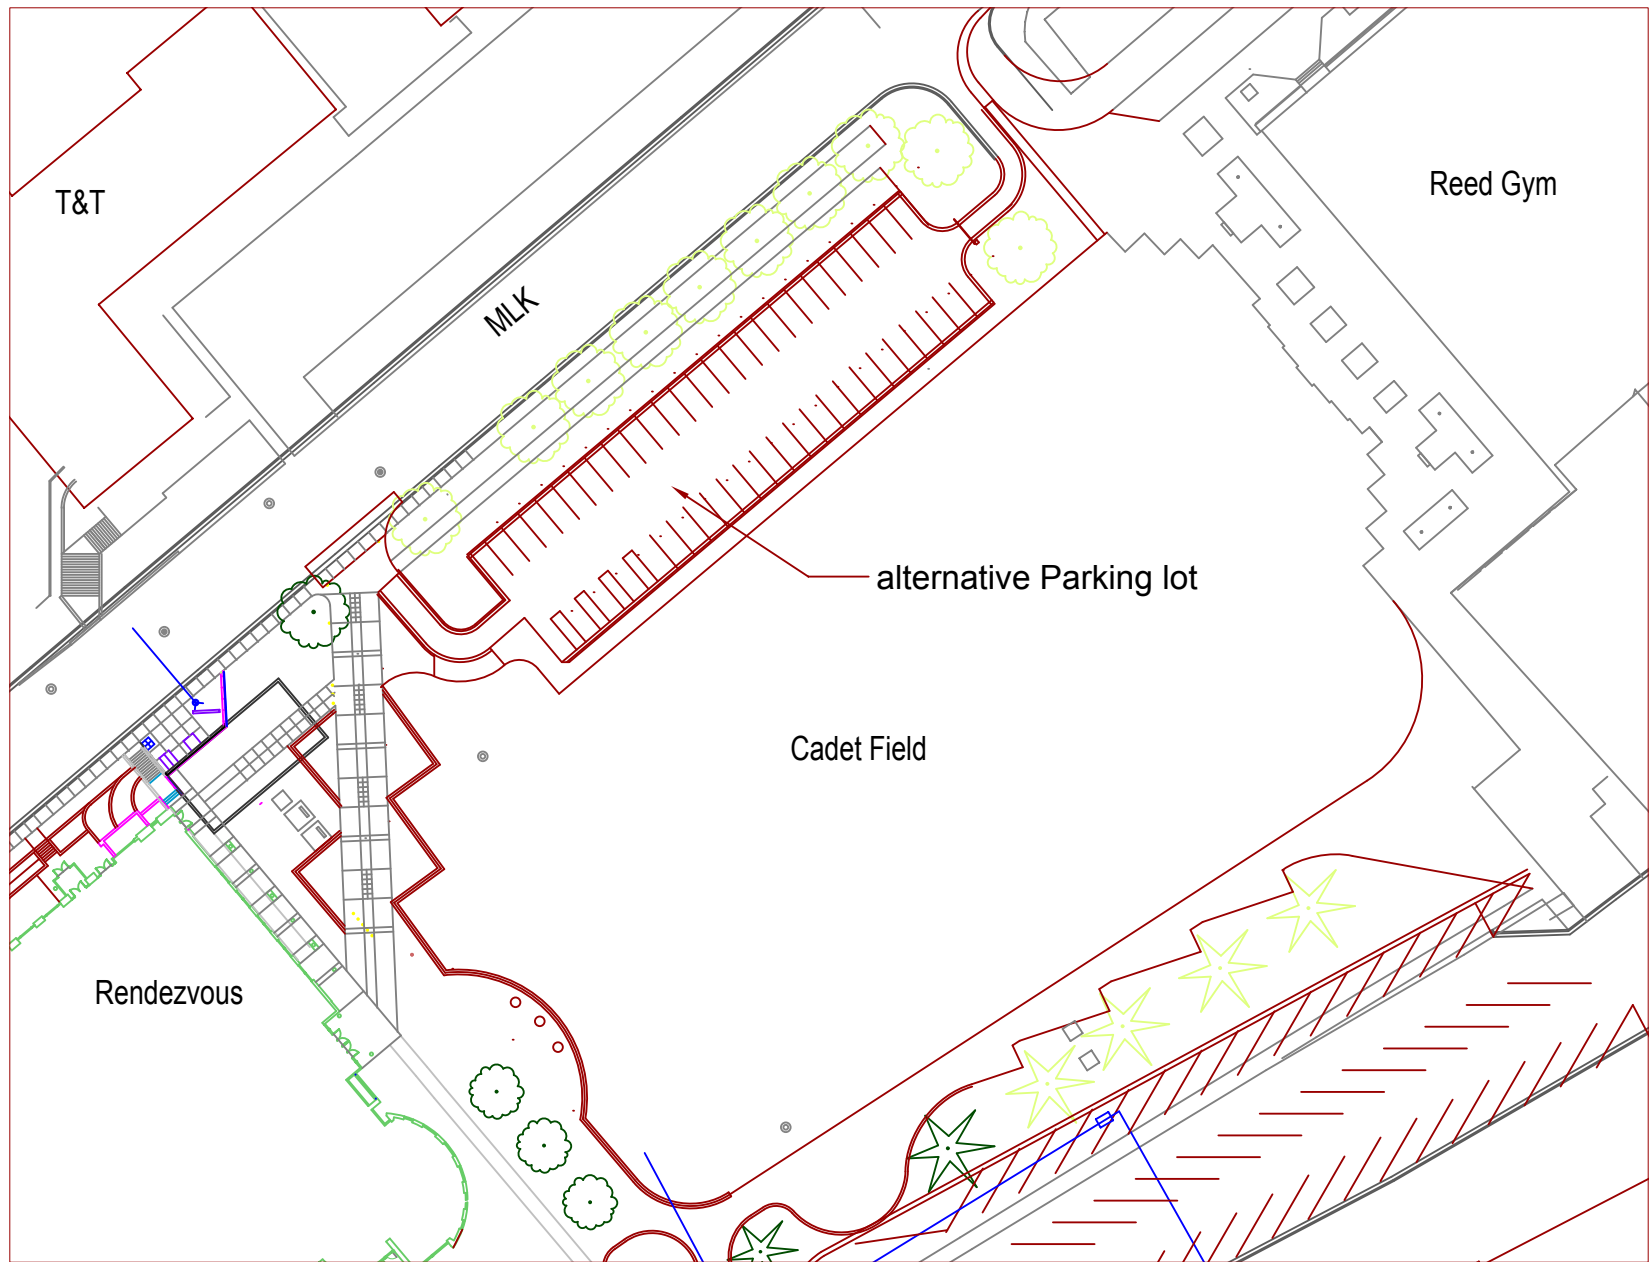 T&T
Reed Gym
MLK
alternative Parking lot
Cadet Field
Rendezvous